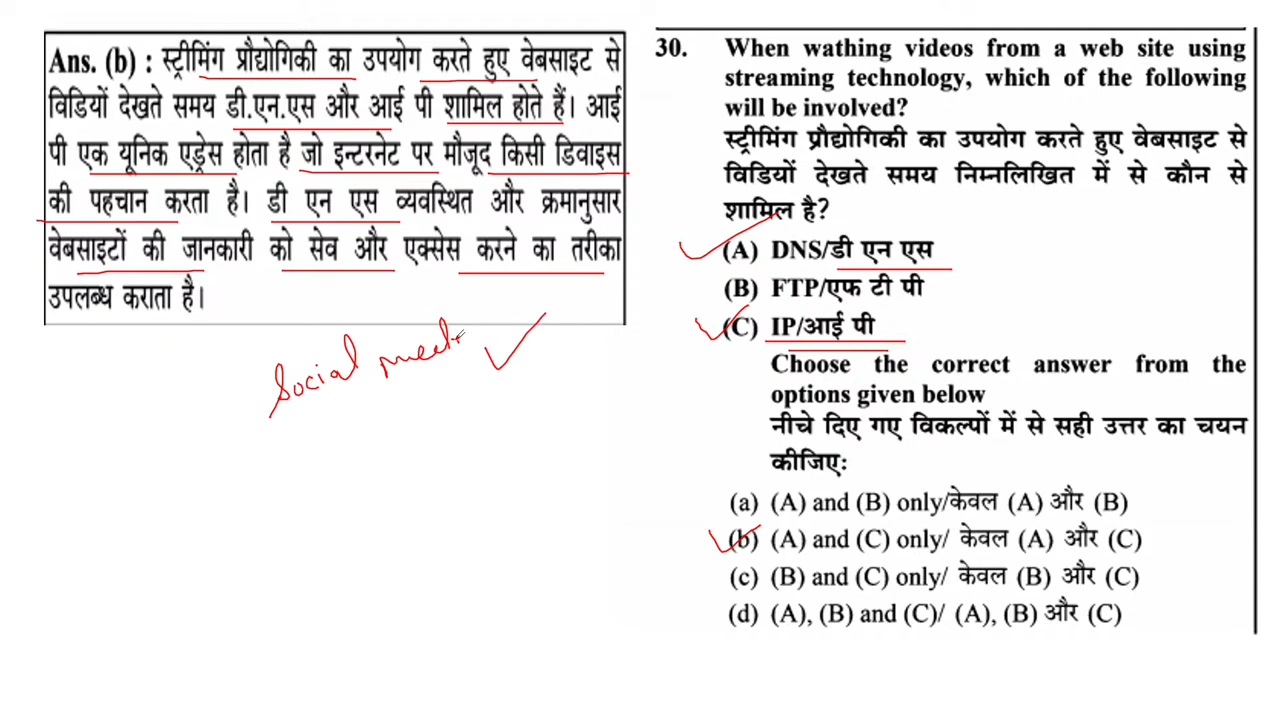 Ans. (b) : स्ट्रीमिंग प्रौद्योगिकी का उपयोग करते हुए वेबसाइट से
विडियों देखते समय डी.एन.एस और आई पी शामिल होते हैं। आई
पी एक यूनिक एड्रेस होता है जो इन्टरनेट पर मौजूद किसी डिवाइस
की पहचान करता है। डी एन एस व्यवस्थित और क्रमानुसार
वेबसाइटों की जानकारी को सेव और एक्सेस करने का तरीका
उपलब्ध कराता है।
Social
30. When wathing videos from a web site using
streaming technology, which of the following
will be involved?
स्ट्रीमिंग प्रौद्योगिकी का उपयोग करते हुए वेबसाइट से
विडियों देखते समय निम्नलिखित में से कौन से
शामिल है?
(A) DNS/डी एन एस
(B) FTP/एफ टी पी
(C) IP/आई पी
Choose the correct answer from the
options given below
नीचे दिए गए विकल्पों में से सही उत्तर का चयन
कीजिए:
(a) (A) and (B) only/केवल (A) और (B)
(b) (A) and (C) only/ केवल (A) और (C)
(c) (B) and (C) only/ केवल (B) और (C)
(d) (A), (B) and (C)/ (A), (B) और (C)